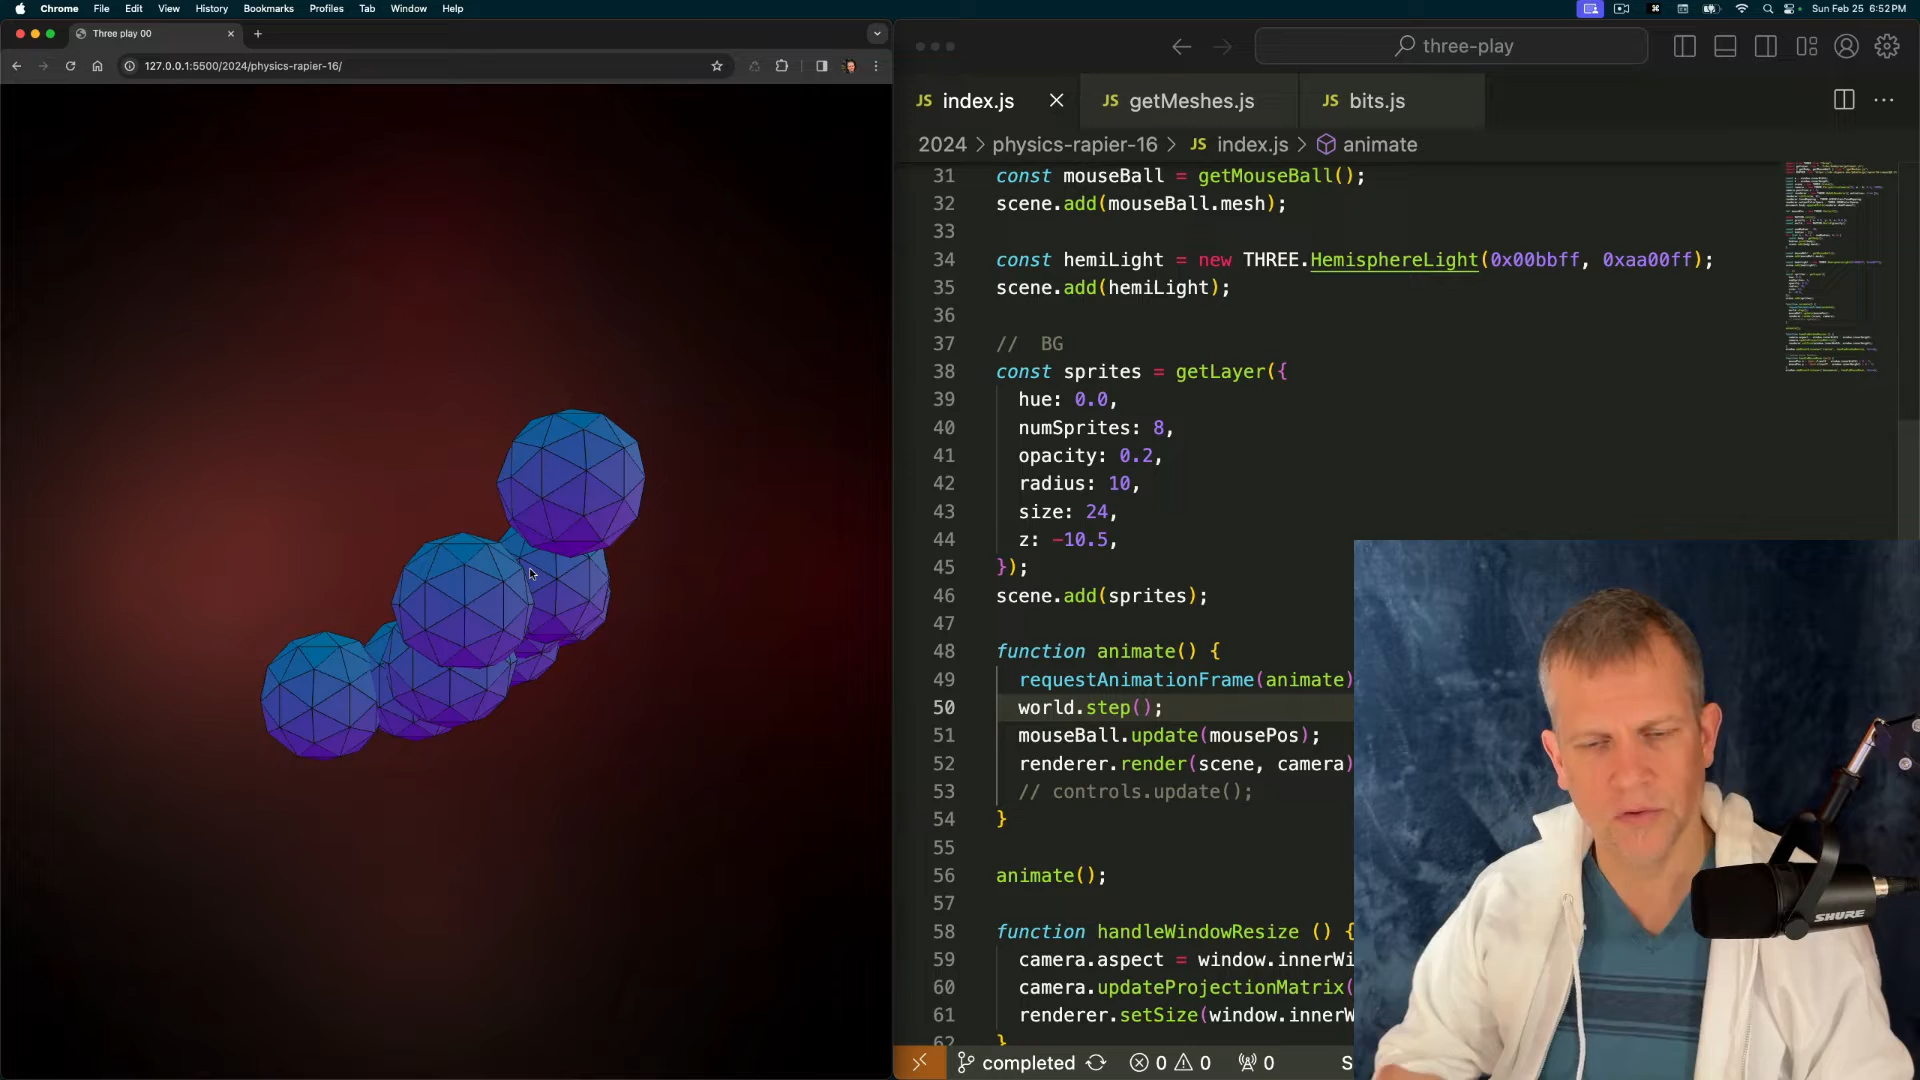 Chrome File Edit View History Bookmarks Profiles Tab Window Help
Sun Feb 25 6:52 PM
Three play 00
127.0.0.1:5500/2024/physics-rapier-16/
three-play
JS index.js
JS getMeshes.js
JS bits.js
2024 > physics-rapier-16 > JS index.js > animate
31 const mouseBall = getMouseBall();
32 scene.add(mouseBall.mesh);
33
34 const hemiLight = new THREE.HemisphereLight(0x00bbff, 0xaa00ff);
35 scene.add(hemiLight);
36
37 // BG
38 const sprites = getLayer({
39 hue: 0.0,
40 numSprites: 8,
41 opacity: 0.2,
42 radius: 10,
43 size: 24,
44 z: -10.5,
45 });
46 scene.add(sprites);
47
48 function animate() {
49 requestAnimationFrame(animate)
50 world.step();
51 mouseBall.update(mousePos);
52 renderer.render(scene, camera)
53 // controls.update();
54 }
55
56 animate();
57
58 function handleWindowResize () {
59 camera.aspect = window.innerWi
60 camera.updateProjectionMatrix(
61 renderer.setSize(window.innerW
62 }
completed 0 0 0 S
SHURE